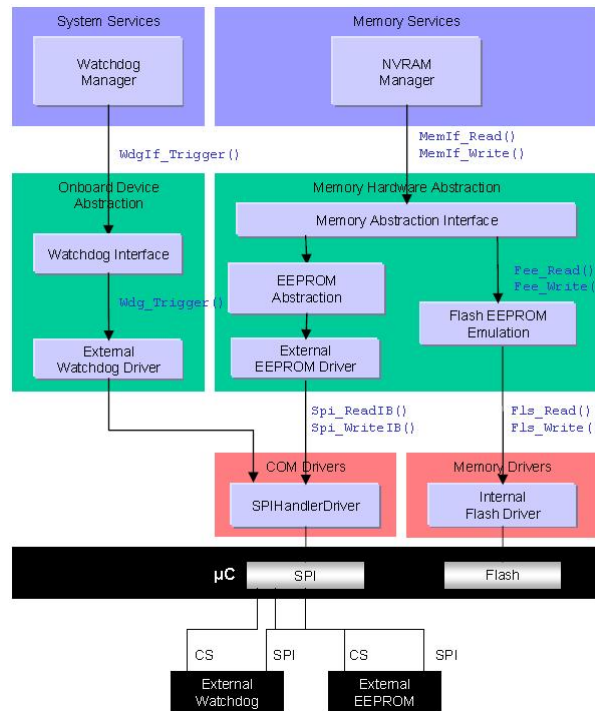 System Services
Memory Services
Watchdog
Manager
NVRAM
Manager
WdgIf_Trigger()
MemIf_Read()
MemIf_Write()
Onboard Device
Abstraction
Memory Hardware Abstraction
Memory Abstraction Interface
Watchdog Interface
EEPROM
Abstraction
Fee_Read()
Fee_Write(
Wdg_Trigger()
Flash EEPROM
Emulation
External
Watchdog Driver
External
EEPROM Driver
Spi_ReadIB()
Spi_WriteIB()
Fls_Read()
Fls_Write(
COM Drivers
Memory Drivers
SPIHandlerDriver
Internal
Flash Driver
µC
SPI
Flash
CS
SPI
CS
SPI
External
Watchdog
External
EEPROM